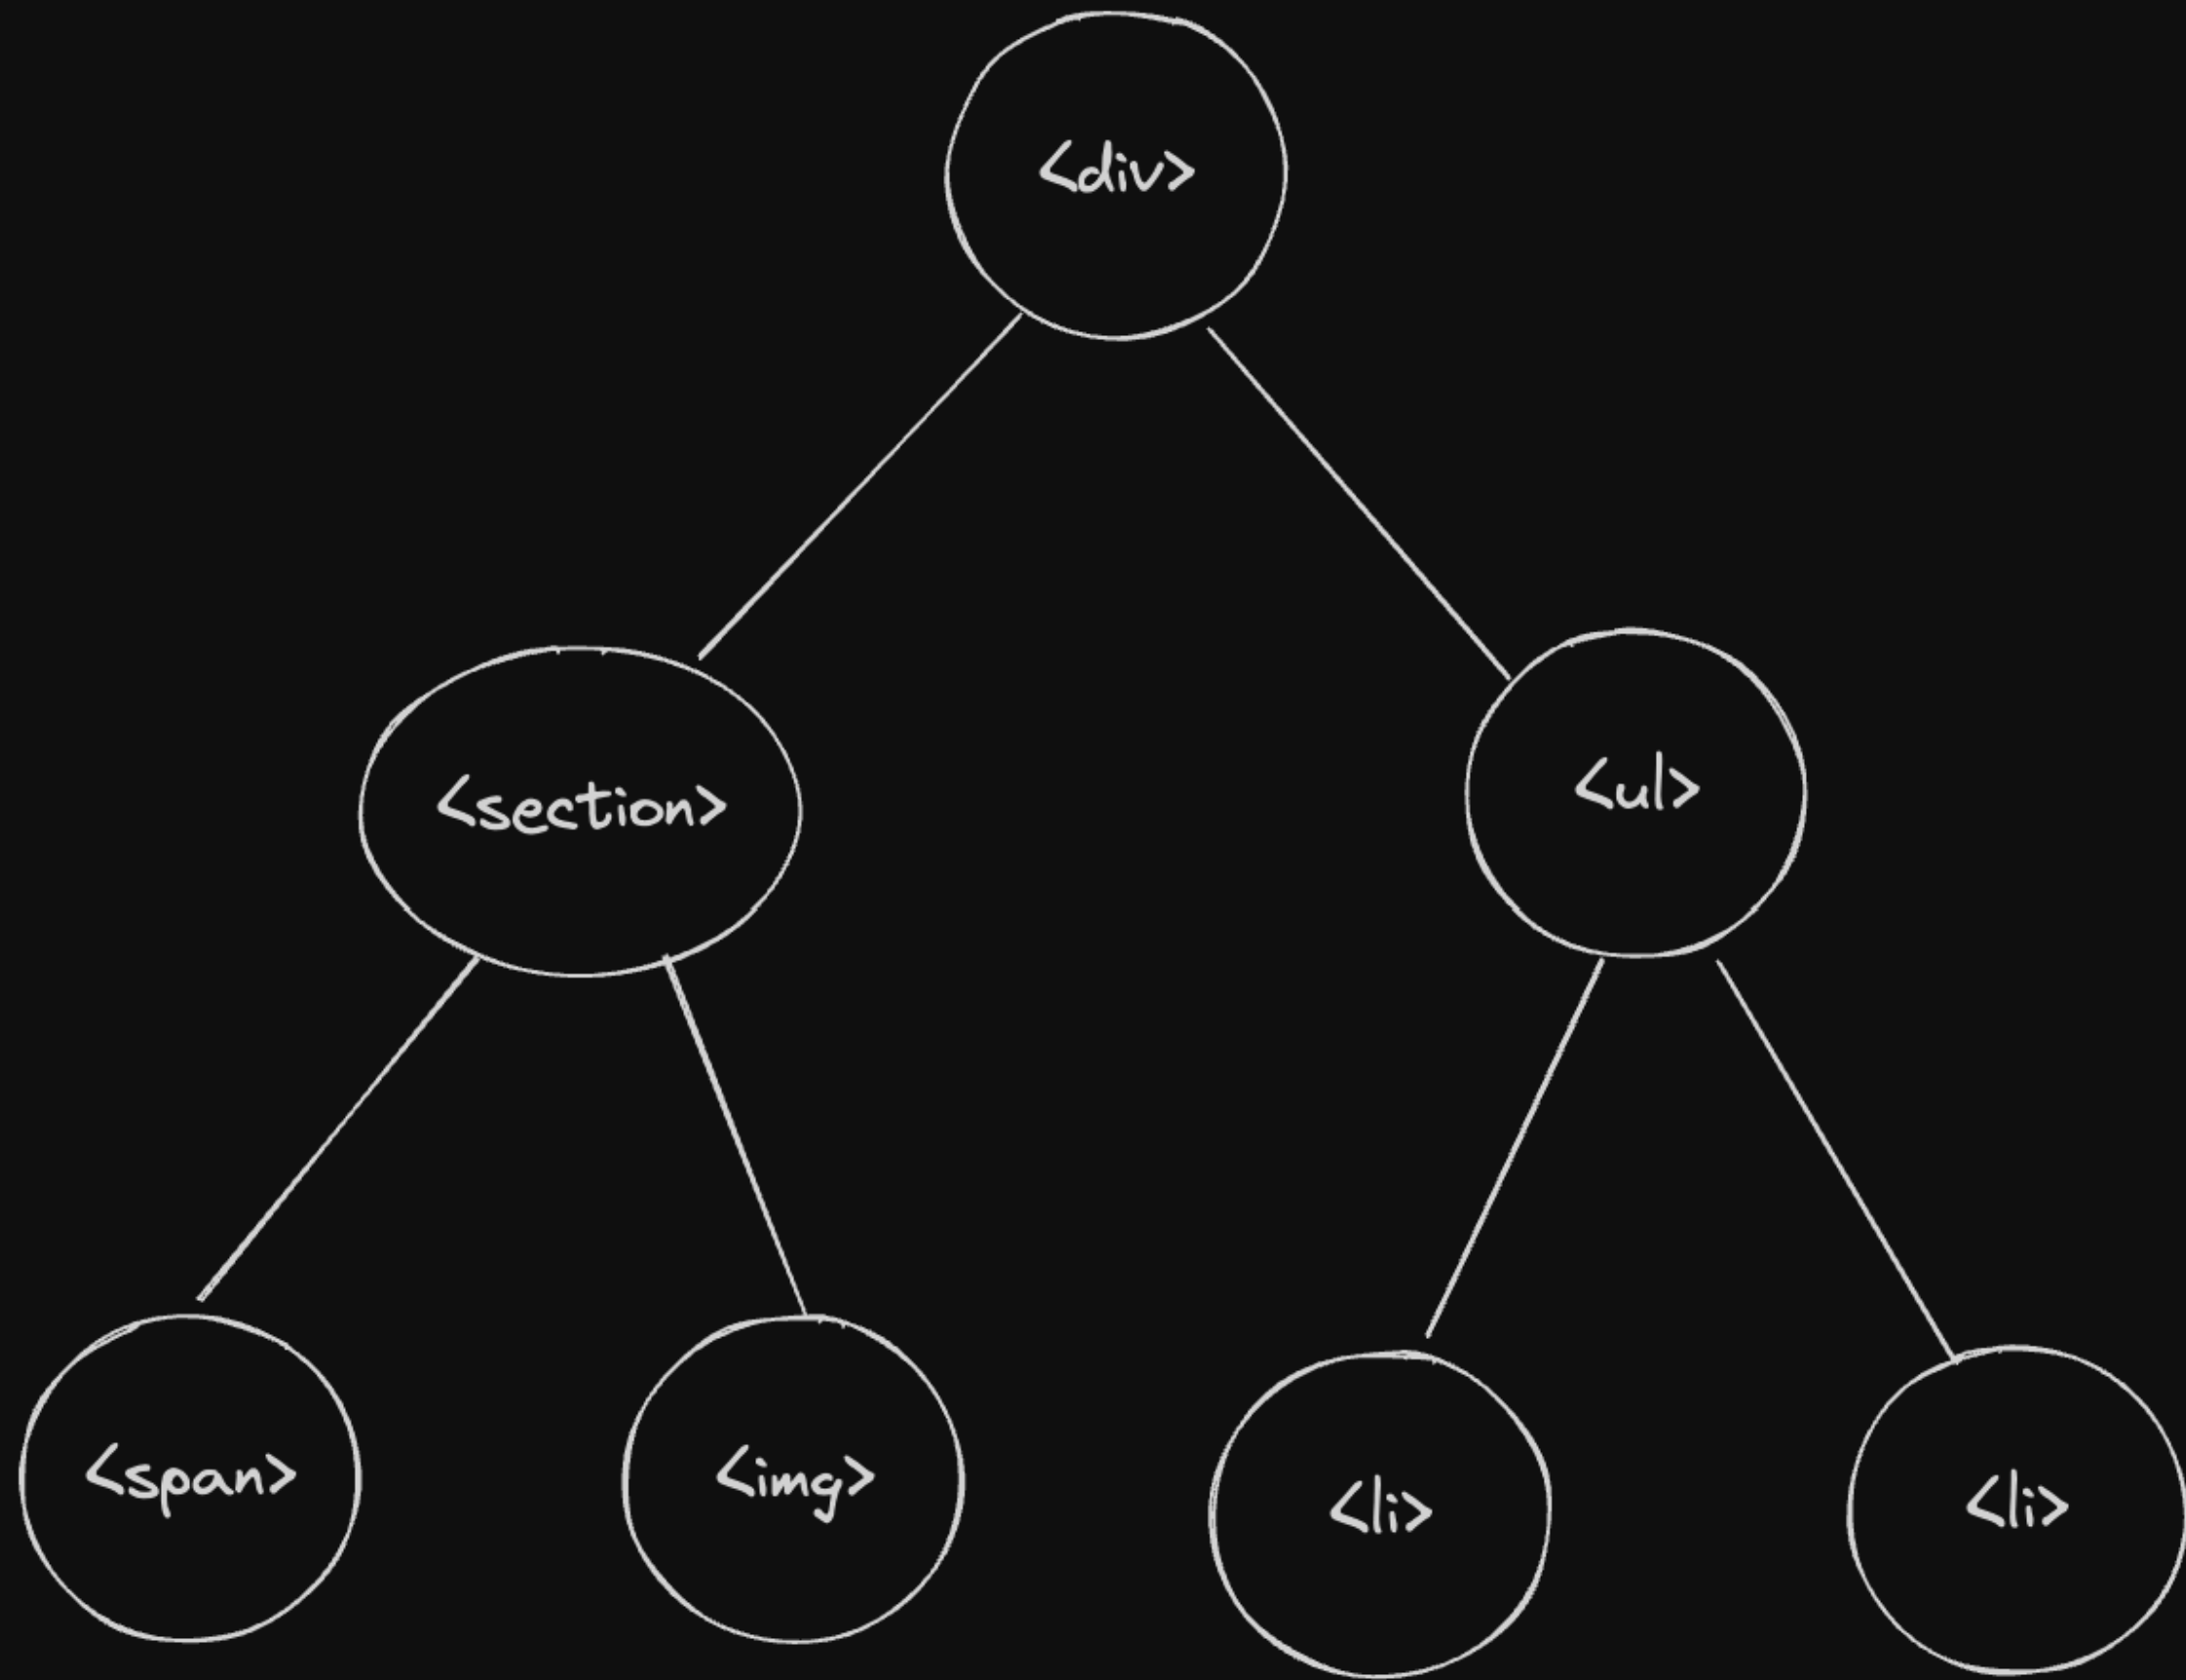 <div>
<section>
<ul>
<span>
<img>
<li>
<li>